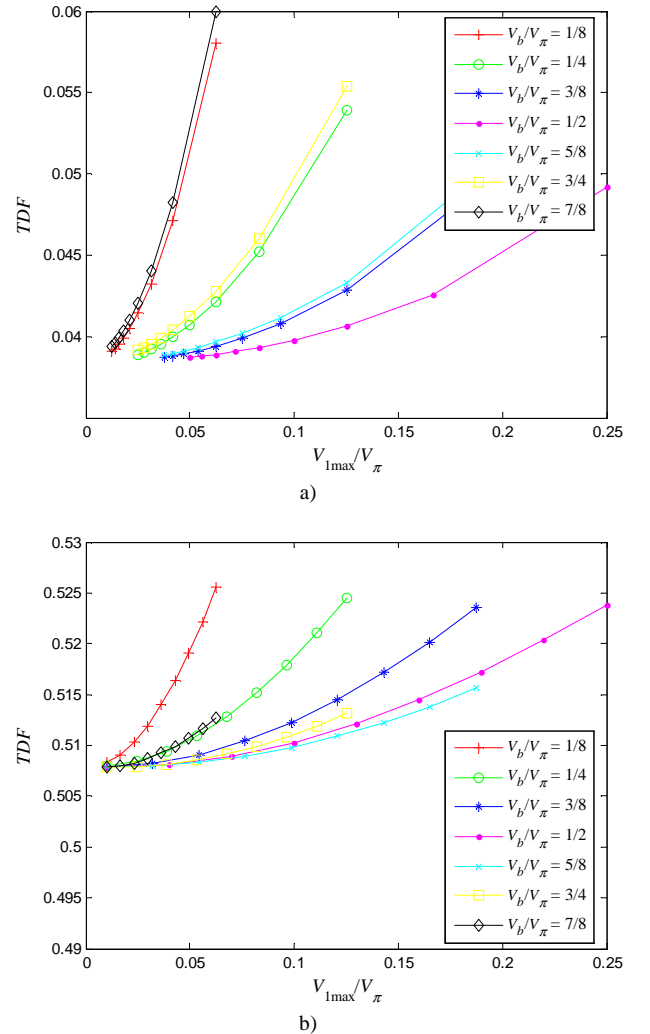 0.06
0.055
0.05
0.045
0.04
TDF
0 0.05 0.1 0.15 0.2 0.25
V1max/Vπ
Vb/Vπ = 1/8
Vb/Vπ = 1/4
Vb/Vπ = 3/8
Vb/Vπ = 1/2
Vb/Vπ = 5/8
Vb/Vπ = 3/4
Vb/Vπ = 7/8
a)
0.53
0.525
0.52
0.515
0.51
0.505
0.5
0.495
0.49
TDF
0 0.05 0.1 0.15 0.2 0.25
V1max/Vπ
Vb/Vπ = 1/8
Vb/Vπ = 1/4
Vb/Vπ = 3/8
Vb/Vπ = 1/2
Vb/Vπ = 5/8
Vb/Vπ = 3/4
Vb/Vπ = 7/8
b)